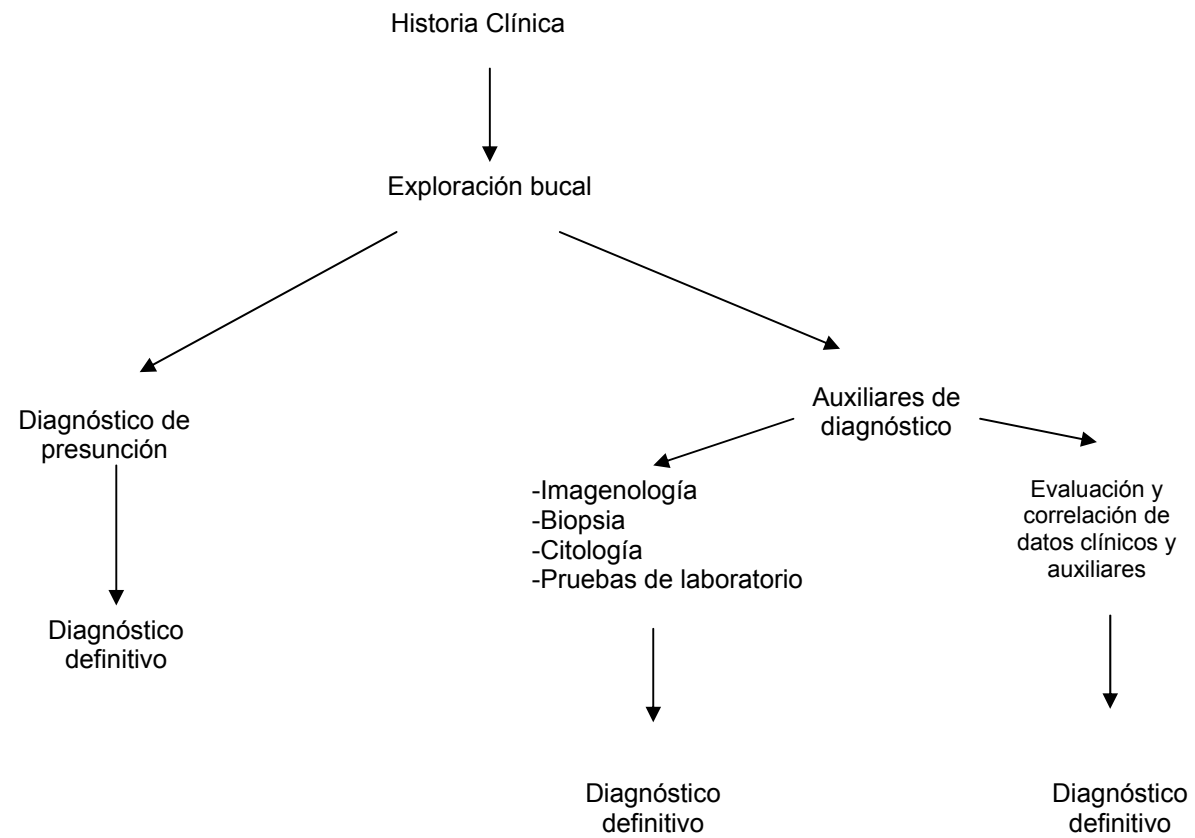 Historia Clínica
Exploración bucal
Diagnóstico de
presunción
Diagnóstico
definitivo
Auxiliares de
diagnóstico
-Imagenología
-Biopsia
-Citología
-Pruebas de laboratorio
Diagnóstico
definitivo
Evaluación y
correlación de
datos clínicos y
auxiliares
Diagnóstico
definitivo